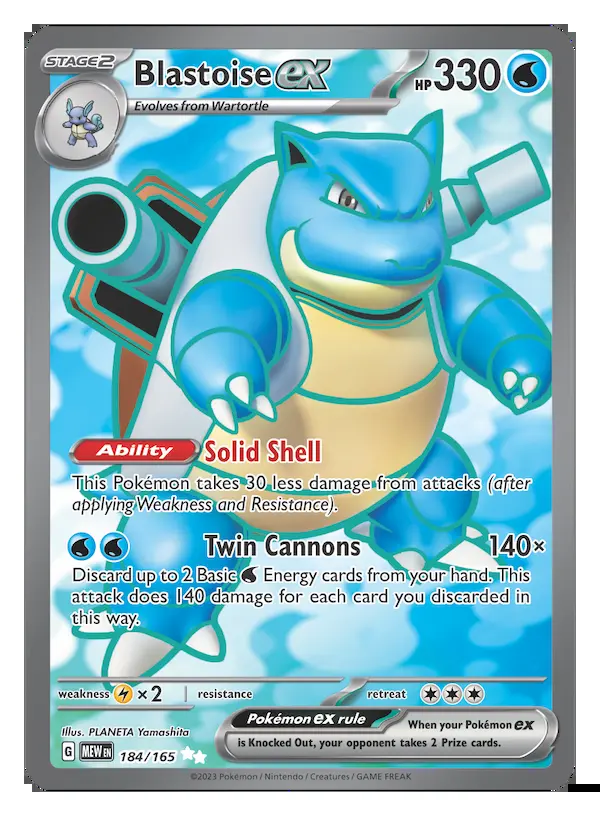 STAGE2
Blastoise ex
HP 330
Evolves from Wartortle
Ability Solid Shell
This Pokémon takes 30 less damage from attacks (after
applying Weakness and Resistance).
Twin Cannons 140×
Discard up to 2 Basic Energy cards from your hand. This
attack does 140 damage for each card you discarded in
this way.
weakness ×2 resistance retreat
Illus. PLANETA Yamashita
Pokémon ex rule When your Pokémon ex
is Knocked Out, your opponent takes 2 Prize cards.
G MEW EN 184/165
©2023 Pokémon / Nintendo / Creatures / GAME FREAK